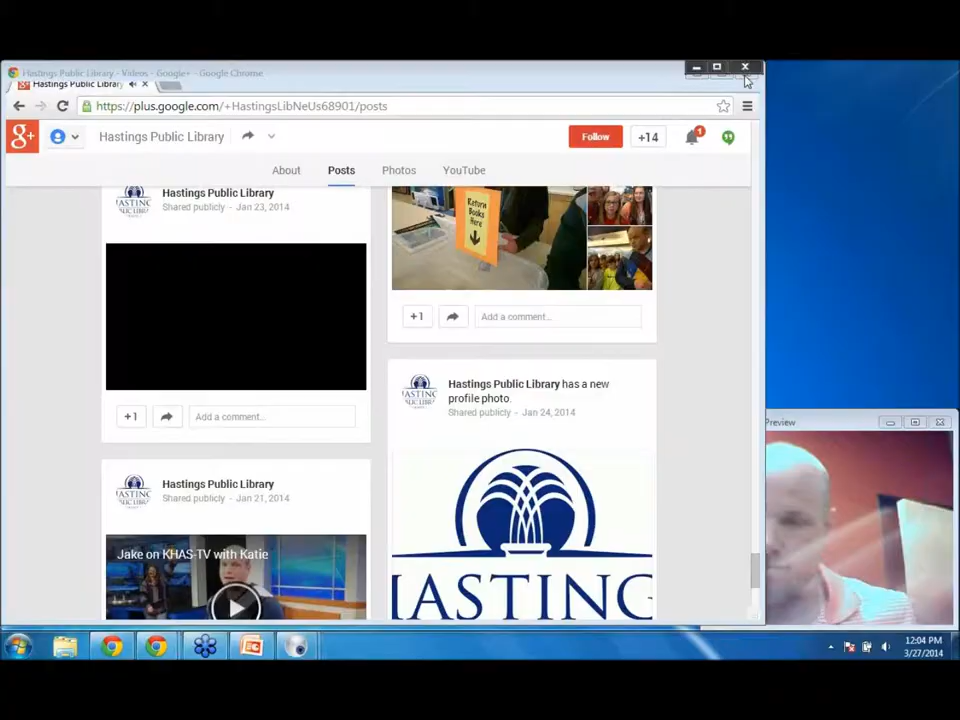 Hastings Public Library - Videos - Google+ - Google Chrome
Hastings Public Library
https://plus.google.com/+HastingsLibNeUs68901/posts
g+
Hastings Public Library
Follow
+14
1
About
Posts
Photos
YouTube
Hastings Public Library
Shared publicly - Jan 23, 2014
+1
Add a comment...
Hastings Public Library
Shared publicly - Jan 21, 2014
Jake on KHAS-TV with Katie
Return
Books
Here
+1
Add a comment...
Hastings Public Library has a new
profile photo.
Shared publicly - Jan 24, 2014
HASTING
Preview
12:04 PM
3/27/2014